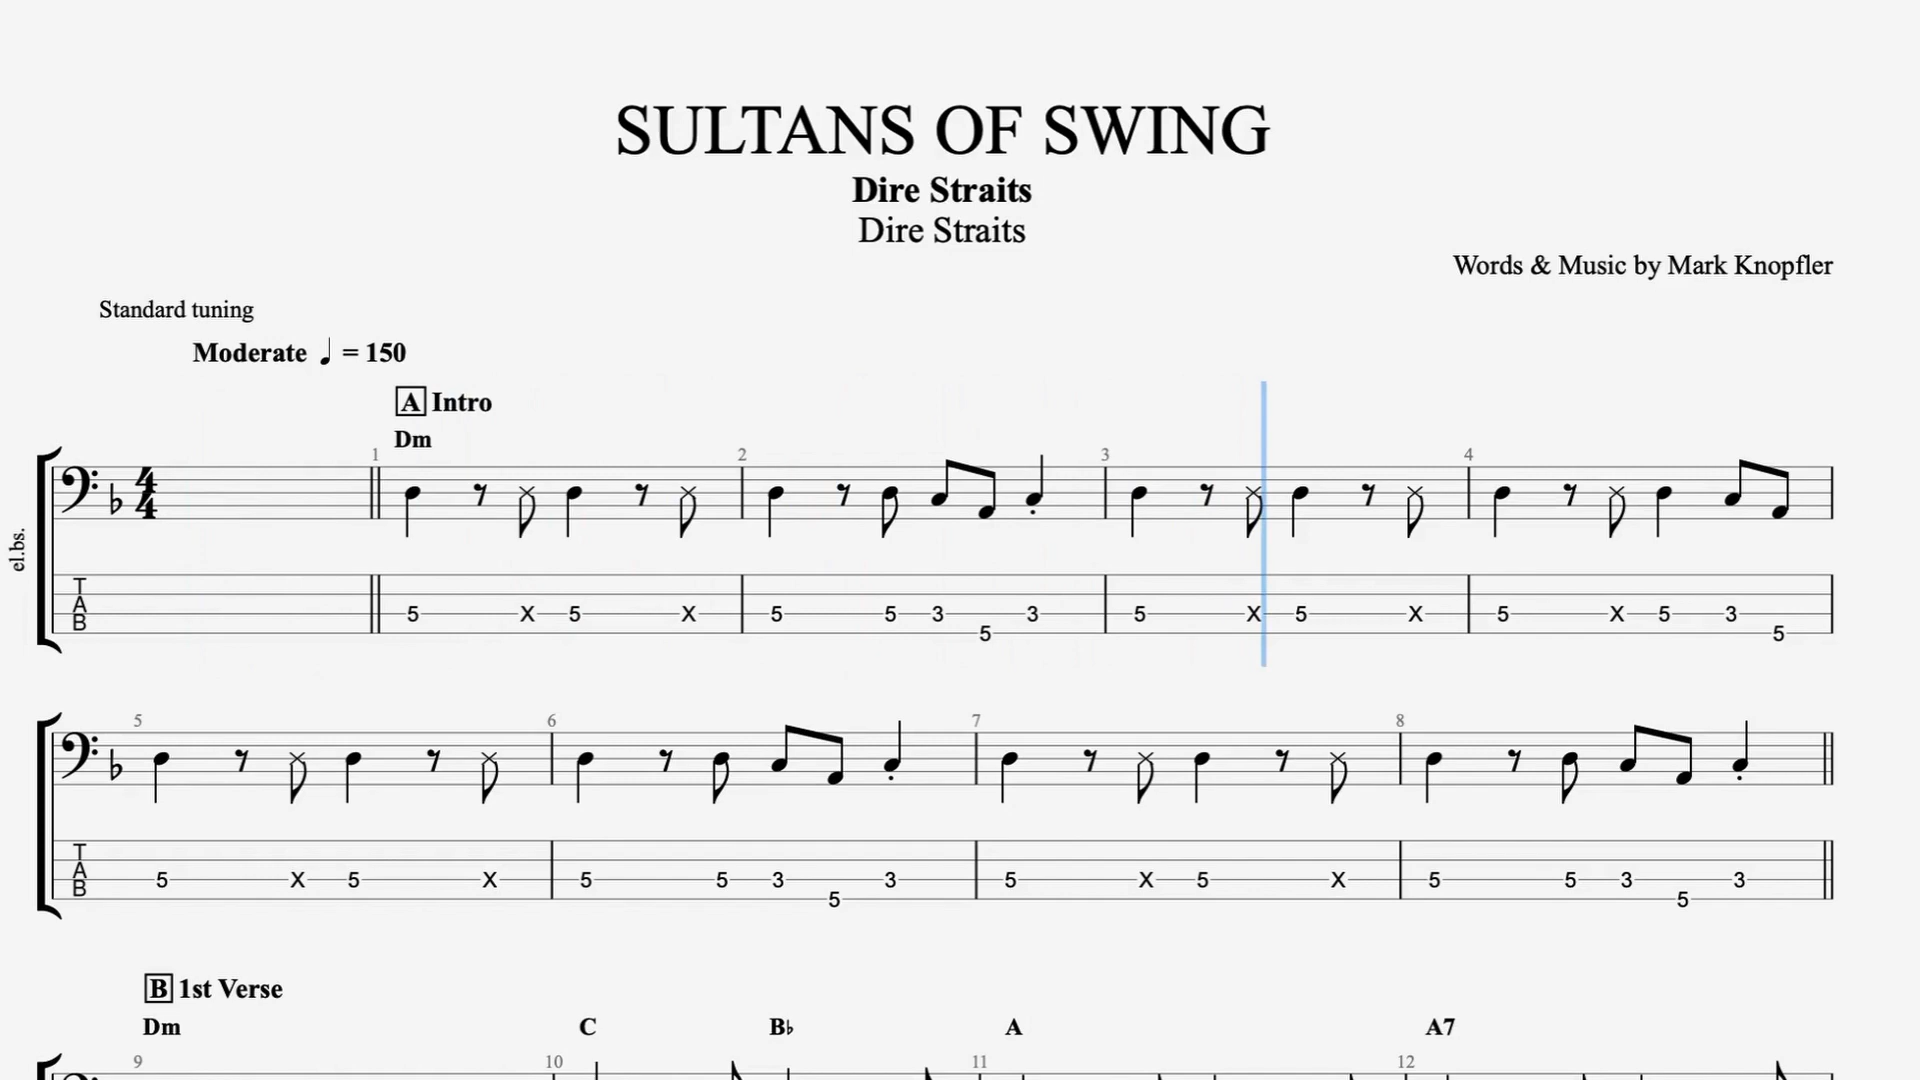 SULTANS OF SWING
Dire Straits
Dire Straits
Words & Music by Mark Knopfler
Standard tuning
Moderate ♩ = 150
A Intro
Dm
1 2 3 4
4
4
el.bs.
T
A
B
5 X 5 X 5 5 3 5 3 5 X 5 X 5 X 5 3 5
5 6 7 8
T
A
B
5 X 5 X 5 5 3 5 3 5 X 5 X 5 5 3 5 3
B 1st Verse
Dm C B♭ A A7
9 10 11 12